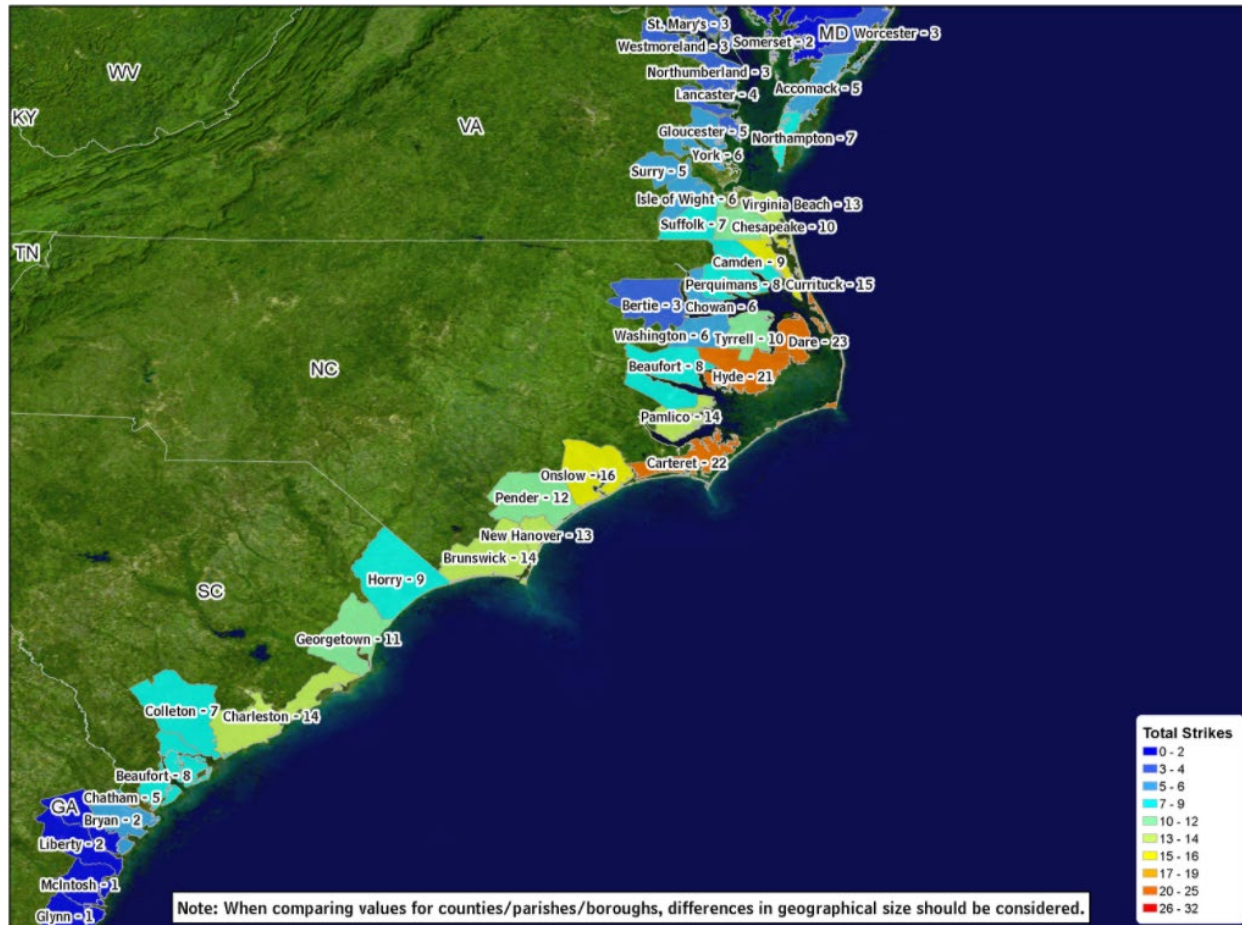 St. Mary's - 3
MD
Worcester - 3
Somerset - 2
Westmoreland - 3
WV
Northumberland - 3
Accomack - 5
Lancaster - 4
KY
VA
Gloucester - 5
Northampton - 7
York - 6
Surry - 5
Isle of Wight - 6
Virginia Beach - 13
Suffolk - 7
Chesapeake - 10
TN
Camden - 9
Perquimans - 8
Currituck - 15
Bertie - 3
Chowan - 6
Washington - 6
Tyrrell - 10
Dare - 23
NC
Beaufort - 8
Hyde - 21
Pamlico - 14
Carteret - 22
Onslow - 16
Pender - 12
New Hanover - 13
Brunswick - 14
Horry - 9
SC
Georgetown - 11
Colleton - 7
Charleston - 14
Beaufort - 8
Chatham - 5
GA
Bryan - 2
Liberty - 2
McIntosh - 1
Glynn - 1
Total Strikes
0 - 2
3 - 4
5 - 6
7 - 9
10 - 12
13 - 14
15 - 16
17 - 19
20 - 25
26 - 32
Note: When comparing values for counties/parishes/boroughs, differences in geographical size should be considered.